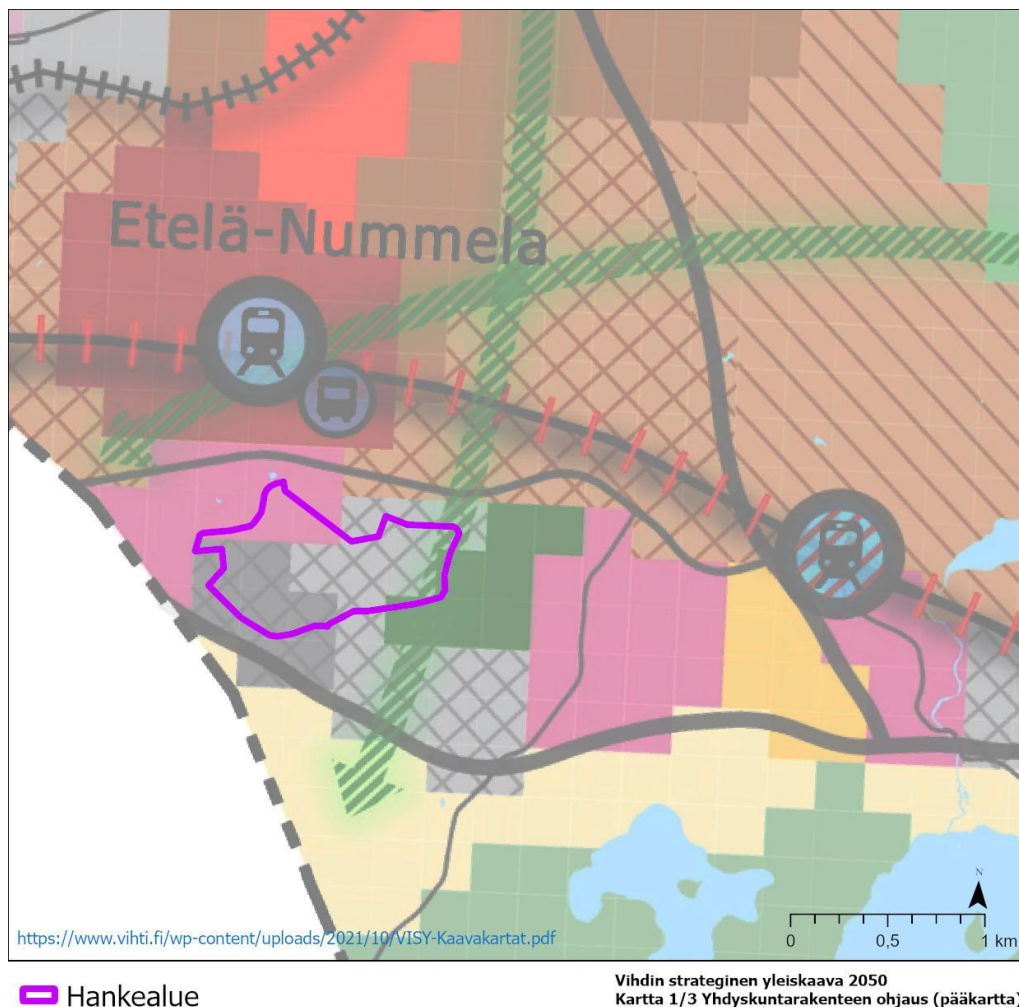 Etelä-Nummela
https://www.vihti.fi/wp-content/uploads/2021/10/VISY-Kaavakartat.pdf
N
0 0,5 1 km
Hankealue
Vihdin strateginen yleiskaava 2050
Kartta 1/3 Yhdyskuntarakenteen ohjaus (pääkartta)